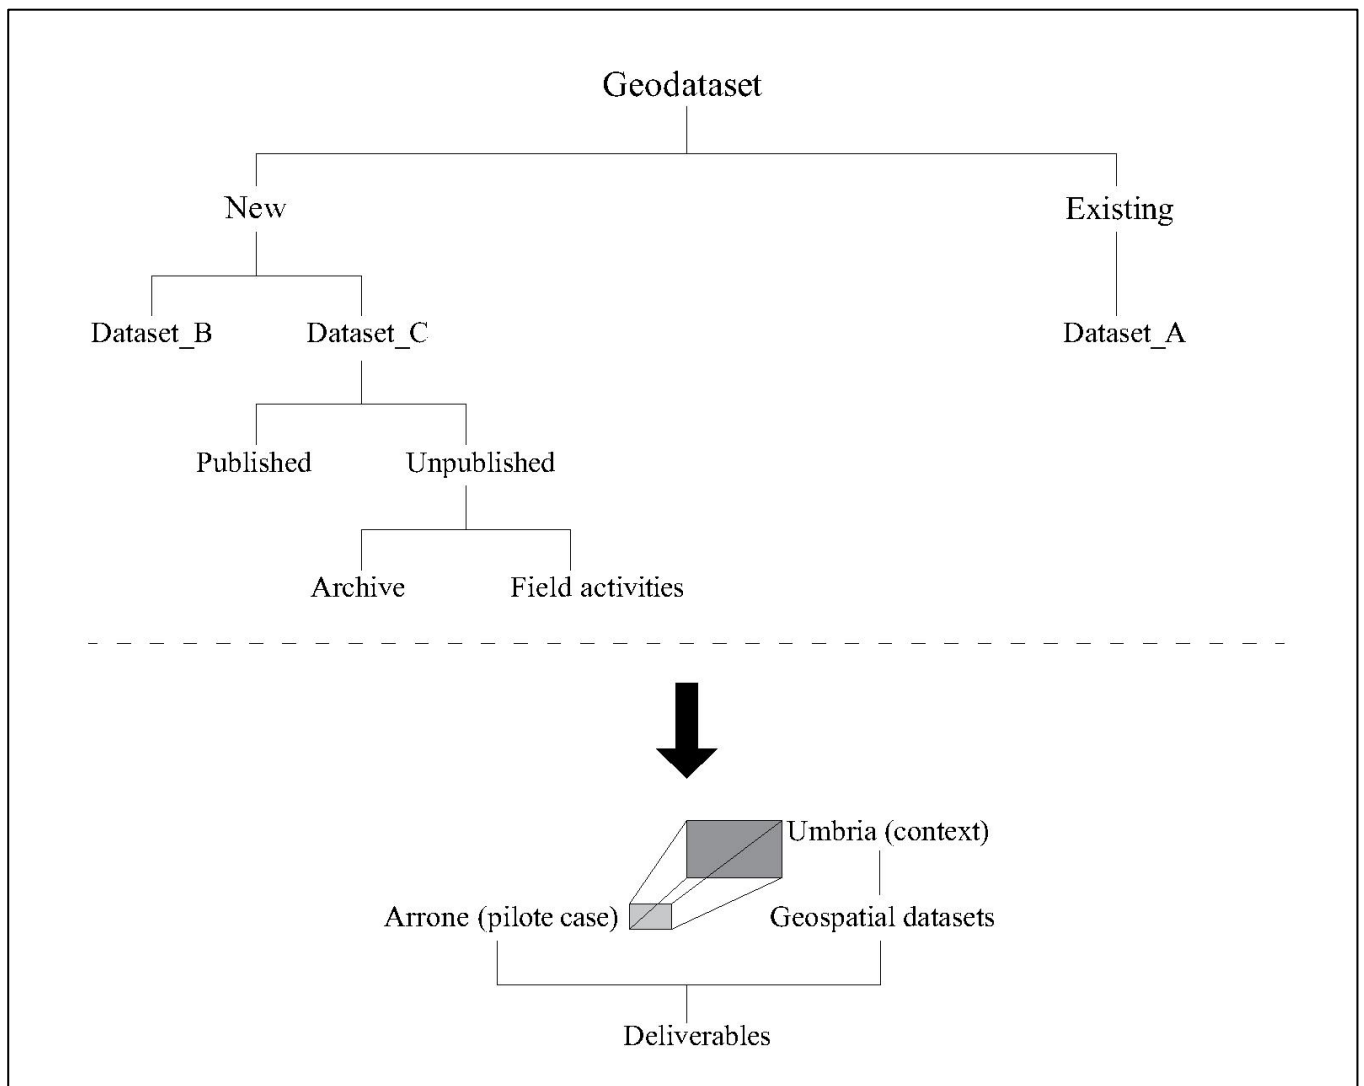 Geodataset
New
Existing
Dataset_B
Dataset_C
Dataset_A
Published
Unpublished
Archive
Field activities
Umbria (context)
Arrone (pilote case)
Geospatial datasets
Deliverables